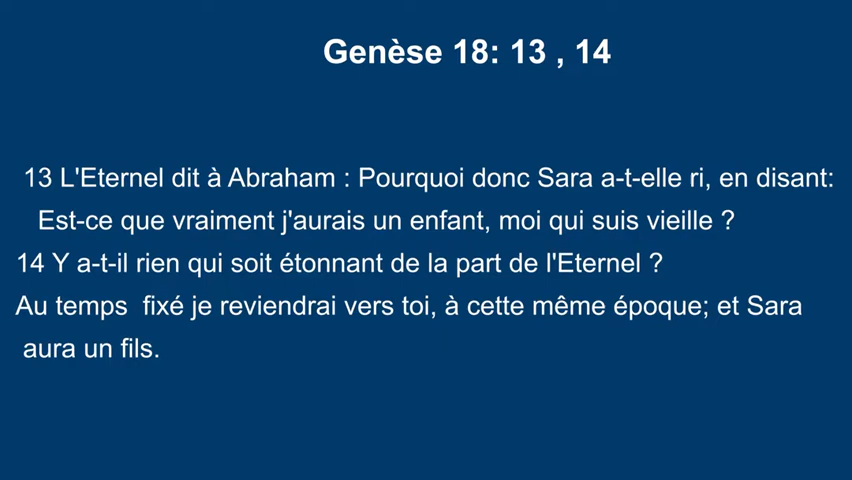 Genèse 18: 13 , 14
13 L'Eternel dit à Abraham : Pourquoi donc Sara a-t-elle ri, en disant:
Est-ce que vraiment j'aurais un enfant, moi qui suis vieille ?
14 Y a-t-il rien qui soit étonnant de la part de l'Eternel ?
Au temps  fixé je reviendrai vers toi, à cette même époque; et Sara
aura un fils.